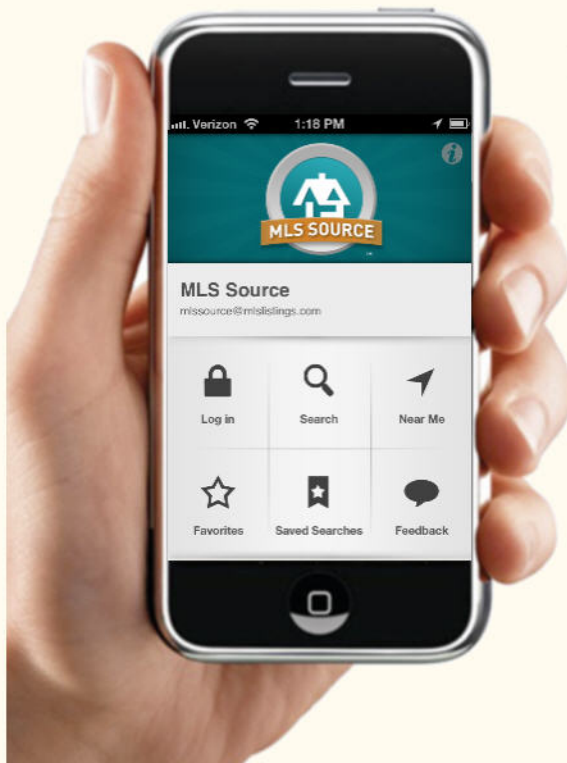 Verizon 1:18 PM
MLS SOURCE
™
MLS Source
mlssource@mlslistings.com
Log in Search Near Me
Favorites Saved Searches Feedback